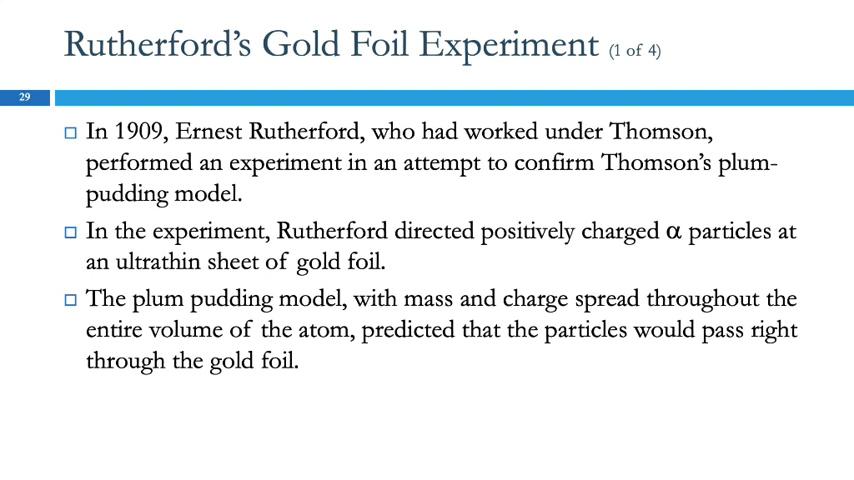 Rutherford’s Gold Foil Experiment (1 of 4)
29
In 1909, Ernest Rutherford, who had worked under Thomson,
performed an experiment in an attempt to confirm Thomson’s plum-
pudding model.
In the experiment, Rutherford directed positively charged α particles at
an ultrathin sheet of gold foil.
The plum pudding model, with mass and charge spread throughout the
entire volume of the atom, predicted that the particles would pass right
through the gold foil.